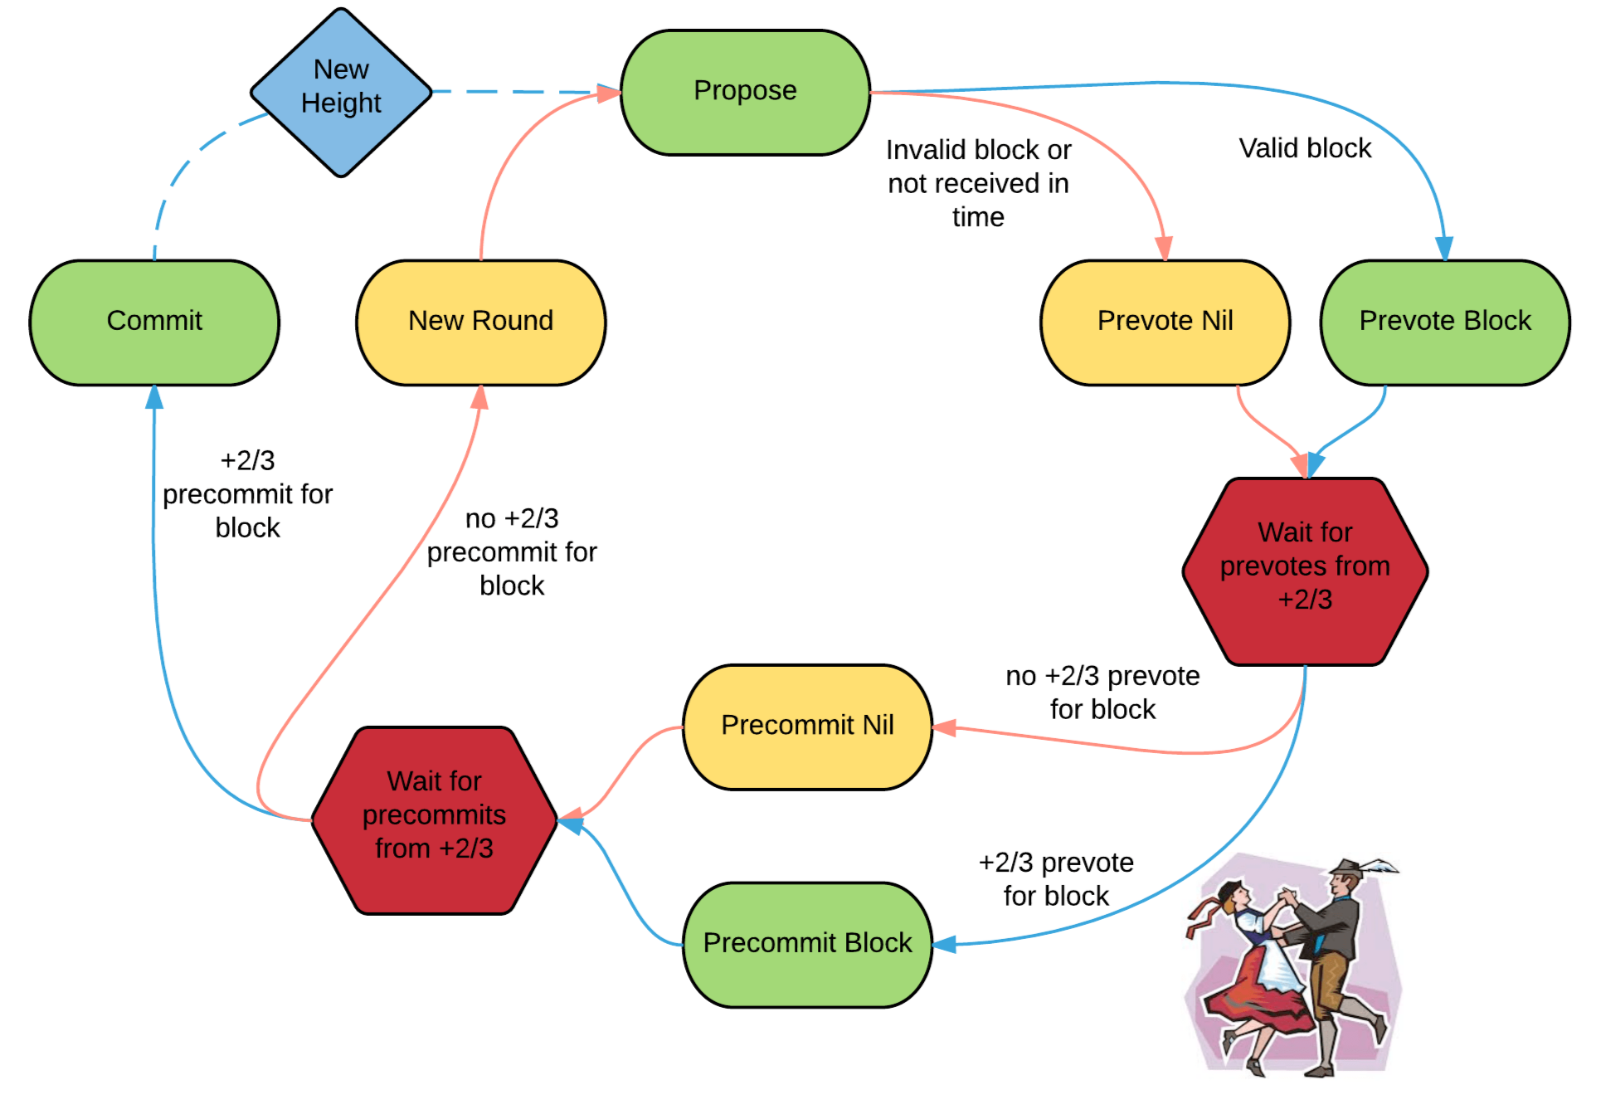 New
Height
Propose
Invalid block or
not received in
time
Valid block
Commit
New Round
Prevote Nil
Prevote Block
+2/3
precommit for
block
no +2/3
precommit for
block
Wait for
prevotes from
+2/3
no +2/3 prevote
for block
Precommit Nil
Wait for
precommits
from +2/3
+2/3 prevote
for block
Precommit Block